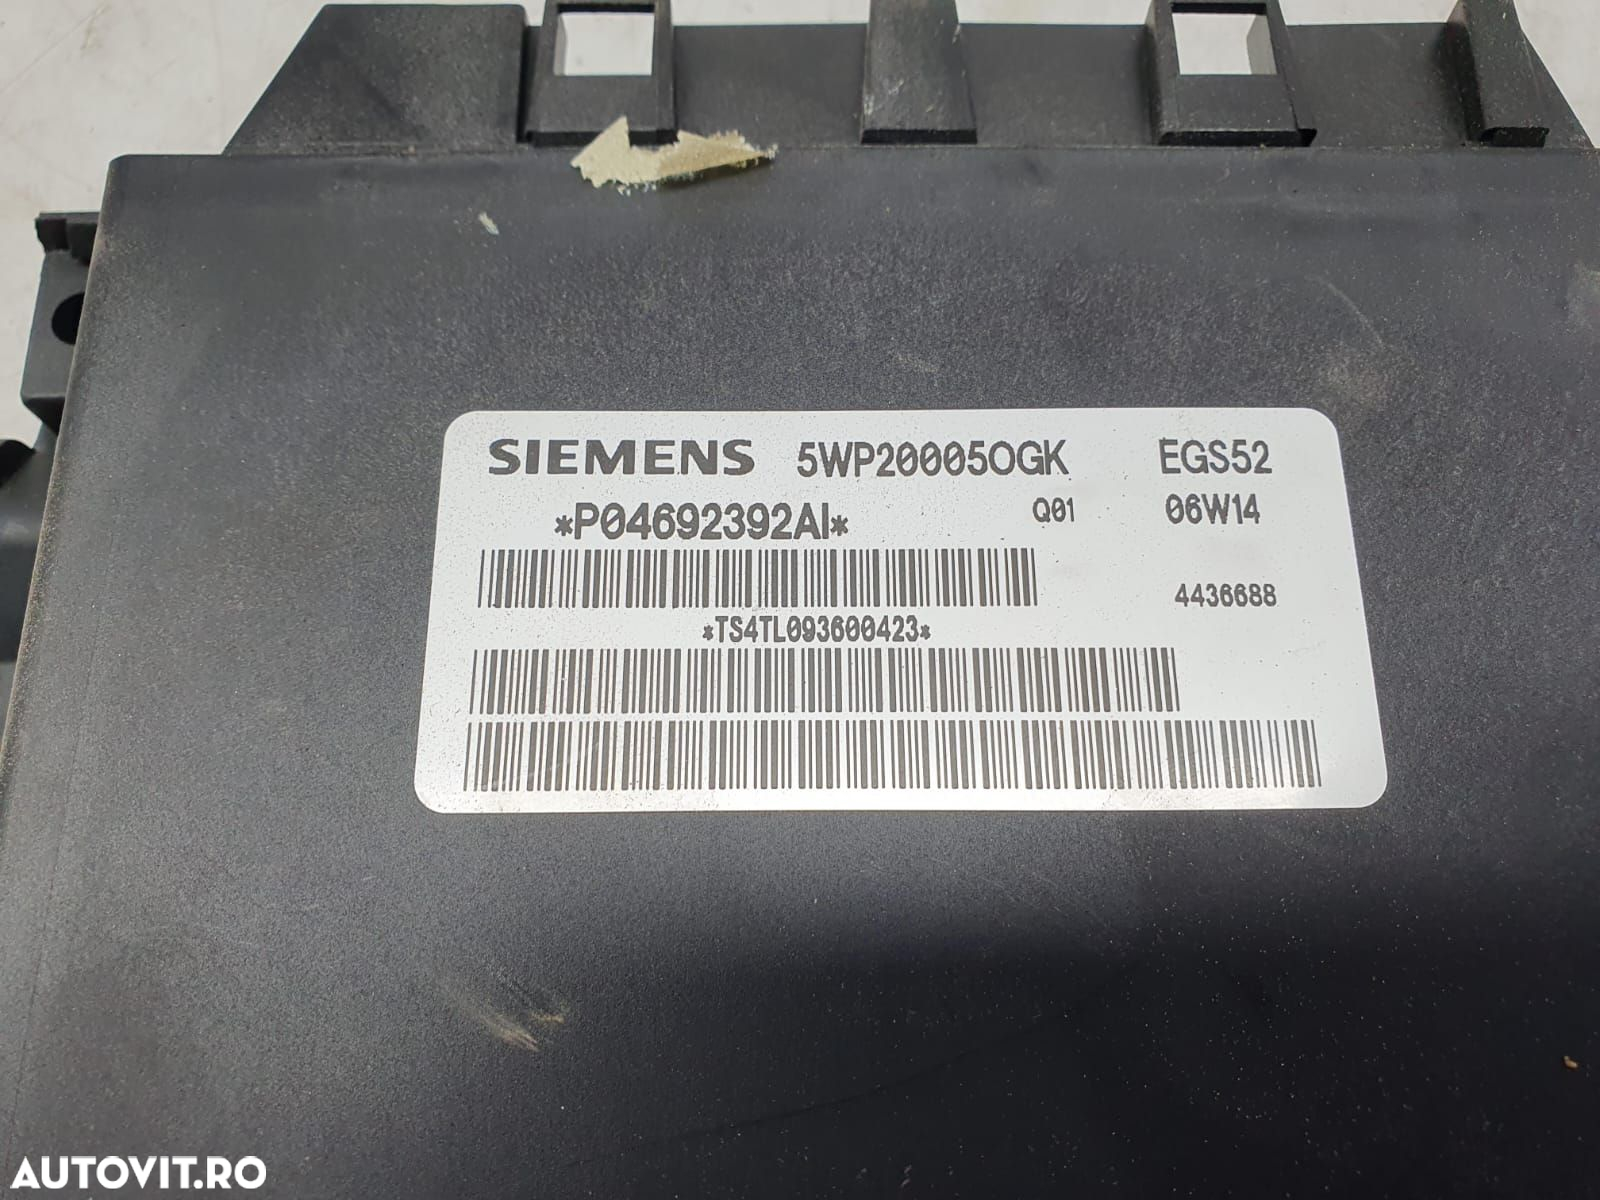 SIEMENS 5WP20005OGK EGS52
*P04692392AI* Q01 06W14
4436688
*TS4TL093600423*
AUTOVIT.RO